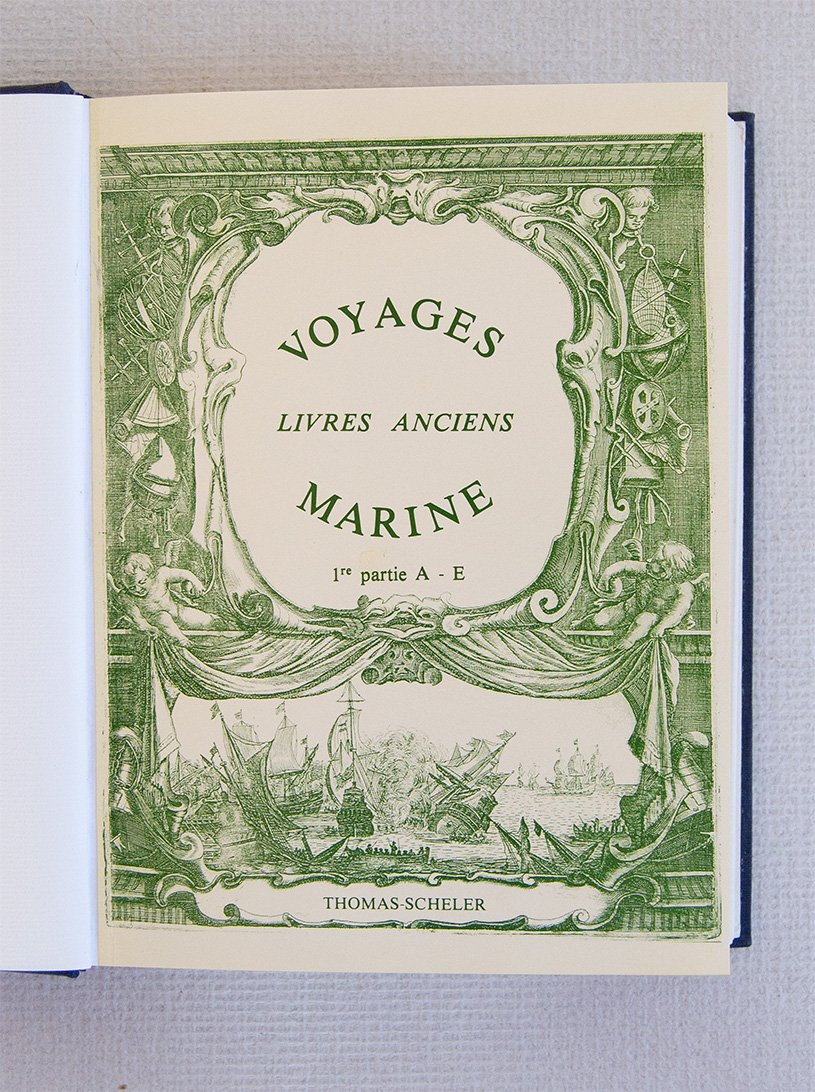 VOYAGES
LIVRES ANCIENS
MARINE
1re partie A - E
THOMAS-SCHELER